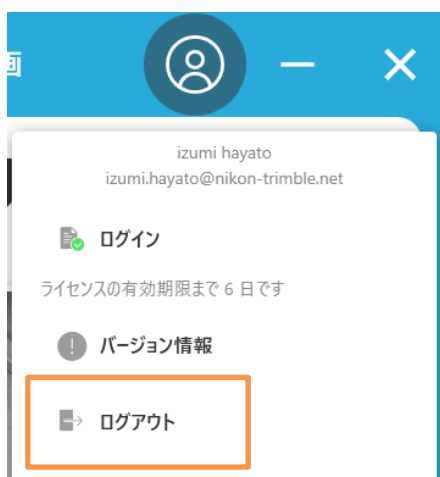 画
izumi hayato
izumi.hayato@nikon-trimble.net
ログイン
ライセンスの有効期限まで 6 日です
バージョン情報
ログアウト